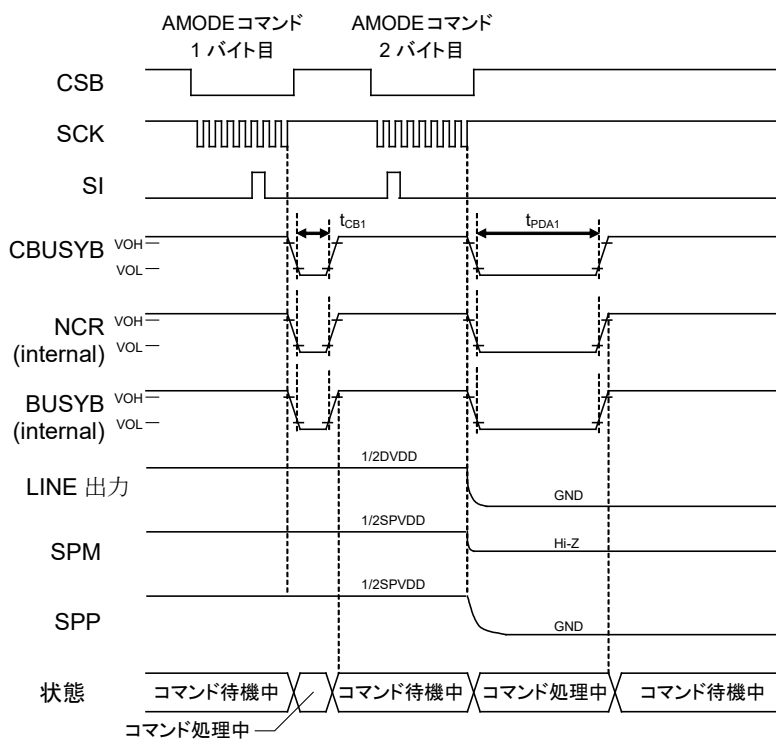 AMODEコマンド
1 バイト目
AMODEコマンド
2 バイト目
CSB
SCK
SI
tCB1
tPDA1
CBUSYB
VOH
VOL
NCR
(internal)
VOH
VOL
BUSYB
(internal)
VOH
VOL
LINE 出力
1/2DVDD
GND
SPM
1/2SPVDD
Hi-Z
SPP
1/2SPVDD
GND
状態
コマンド待機中
コマンド待機中
コマンド処理中
コマンド待機中
コマンド処理中